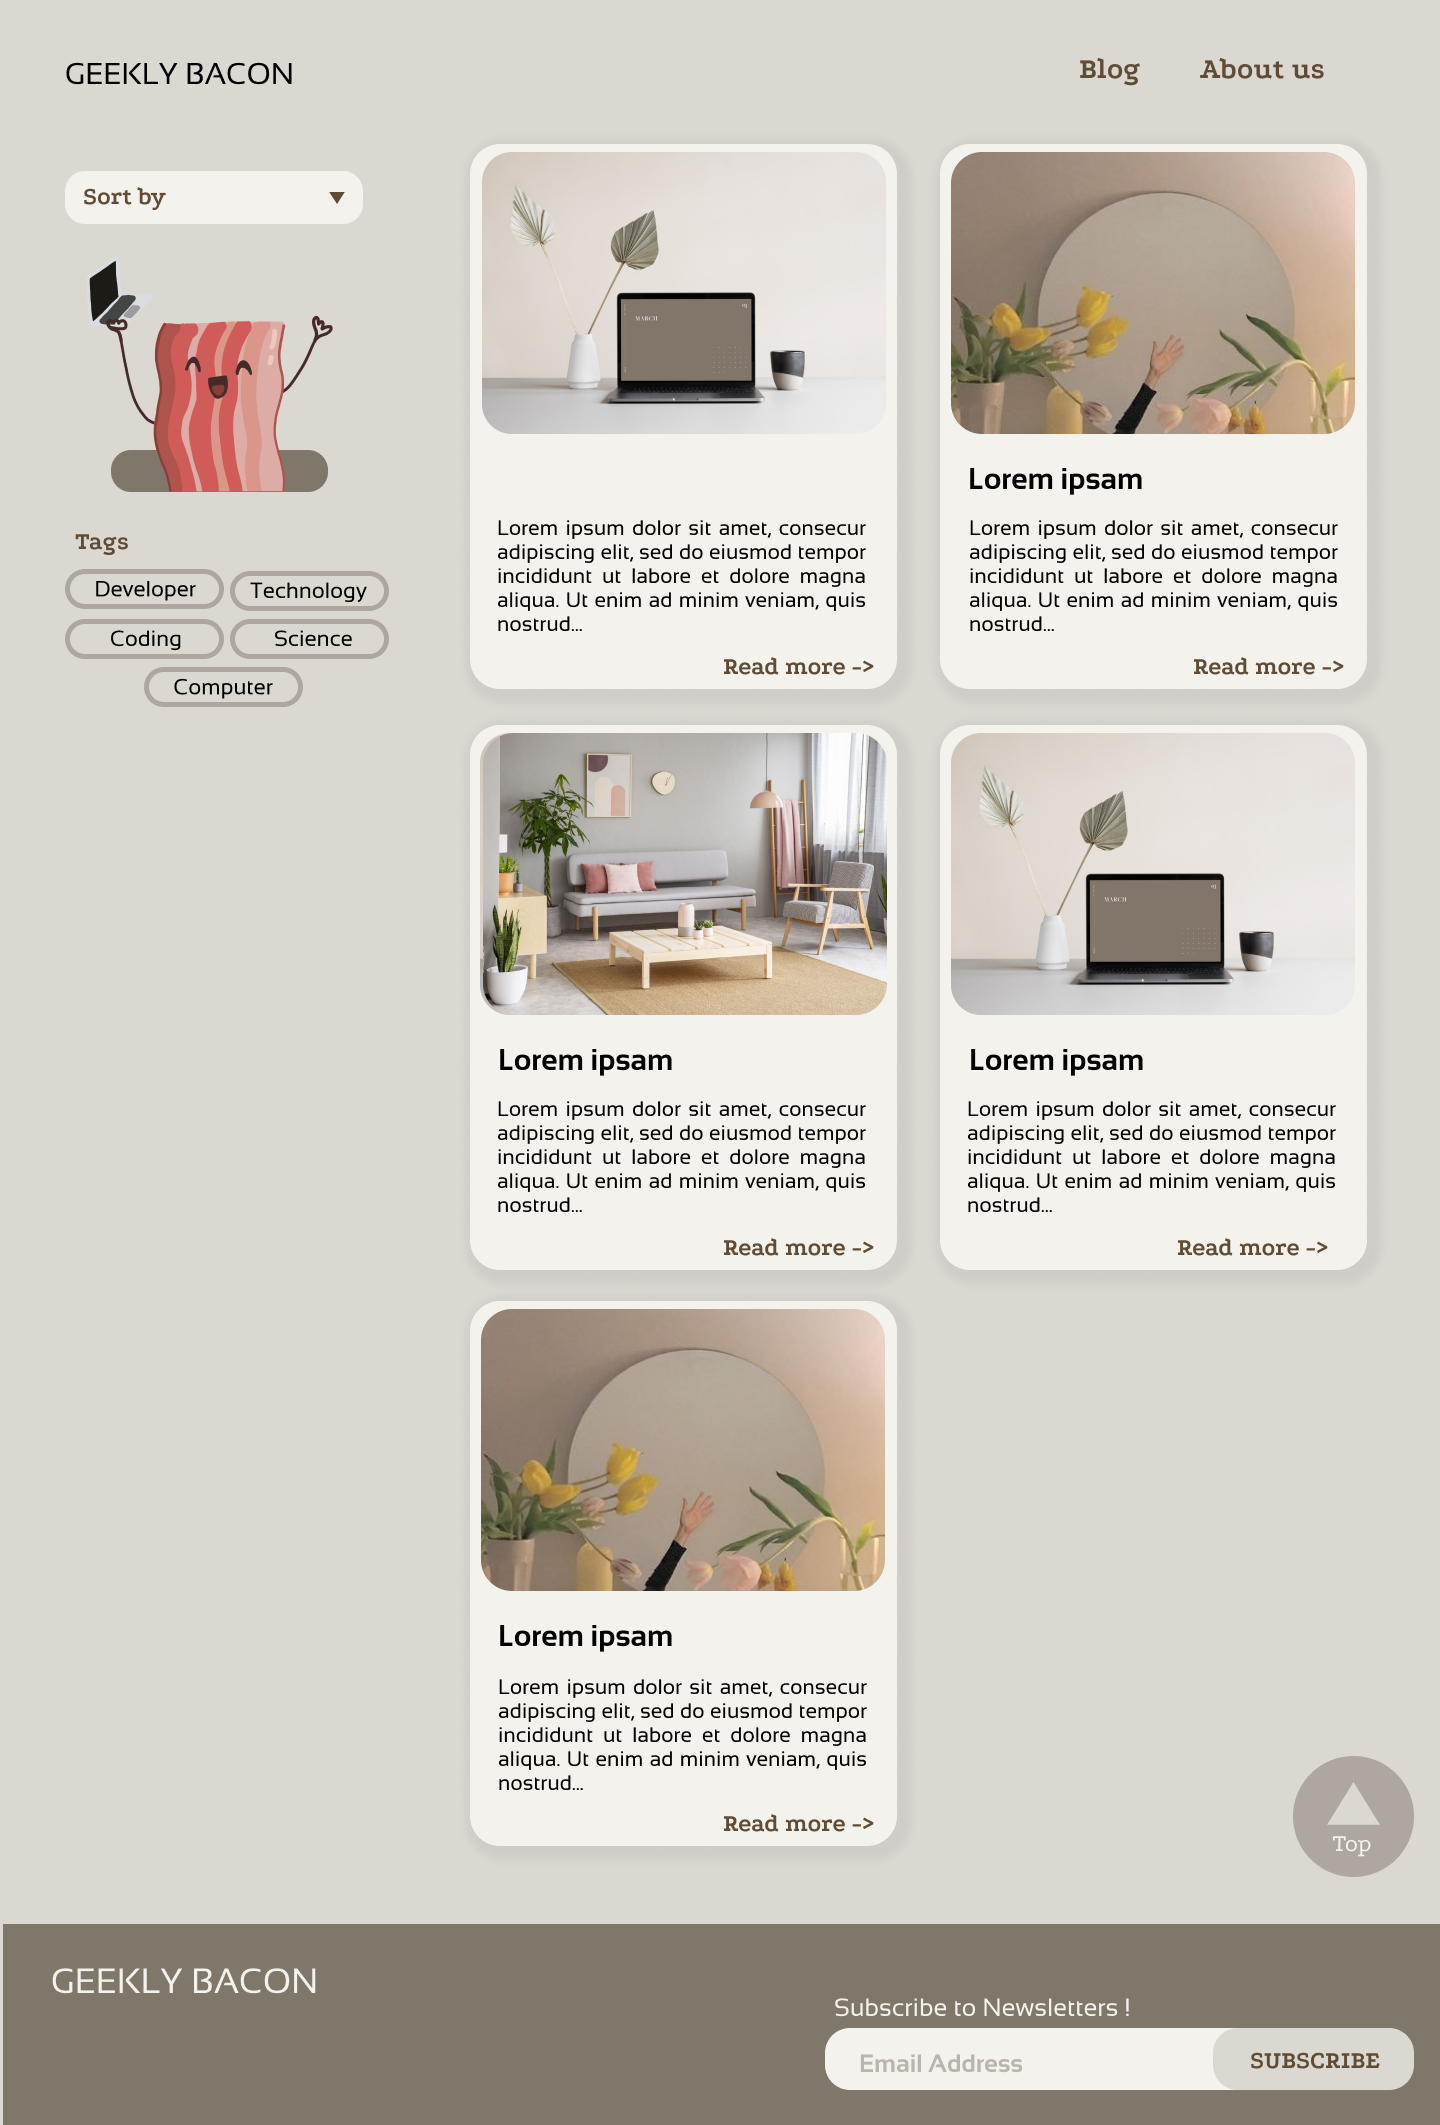 GEEKLY BACON
Blog
About us
Sort by
Tags
Developer
Technology
Coding
Science
Computer
MARCH
Lorem ipsum dolor sit amet, consecur
adipiscing elit, sed do eiusmod tempor
incididunt ut labore et dolore magna
aliqua. Ut enim ad minim veniam, quis
nostrud...
Read more ->
Lorem ipsam
Lorem ipsum dolor sit amet, consecur
adipiscing elit, sed do eiusmod tempor
incididunt ut labore et dolore magna
aliqua. Ut enim ad minim veniam, quis
nostrud...
Read more ->
Lorem ipsam
Lorem ipsum dolor sit amet, consecur
adipiscing elit, sed do eiusmod tempor
incididunt ut labore et dolore magna
aliqua. Ut enim ad minim veniam, quis
nostrud...
Read more ->
MARCH
Lorem ipsam
Lorem ipsum dolor sit amet, consecur
adipiscing elit, sed do eiusmod tempor
incididunt ut labore et dolore magna
aliqua. Ut enim ad minim veniam, quis
nostrud...
Read more ->
Lorem ipsam
Lorem ipsum dolor sit amet, consecur
adipiscing elit, sed do eiusmod tempor
incididunt ut labore et dolore magna
aliqua. Ut enim ad minim veniam, quis
nostrud...
Read more ->
Top
GEEKLY BACON
Subscribe to Newsletters !
Email Address
SUBSCRIBE